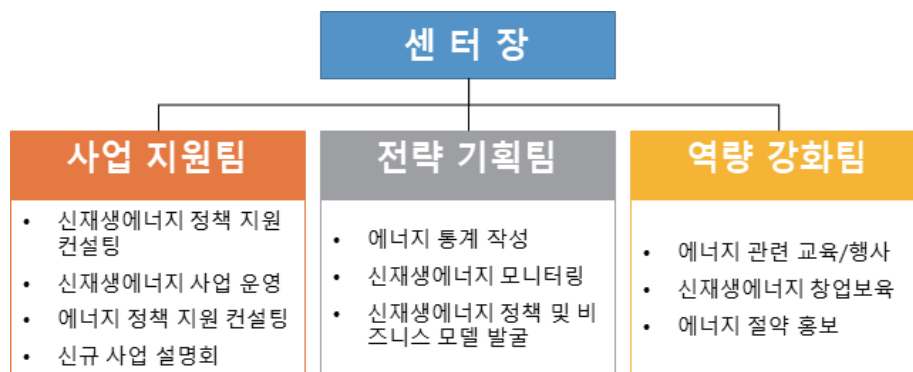 센 터 장
사업 지원팀
• 신재생에너지 정책 지원
컨설팅
• 신재생에너지 사업 운영
• 에너지 정책 지원 컨설팅
• 신규 사업 설명회
전략 기획팀
• 에너지 통계 작성
• 신재생에너지 모니터링
• 신재생에너지 정책 및 비
즈니스 모델 발굴
역량 강화팀
• 에너지 관련 교육/행사
• 신재생에너지 창업보육
• 에너지 절약 홍보